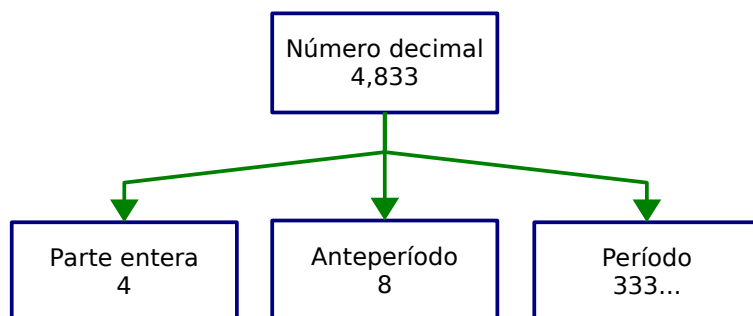 Número decimal
4,833
Parte entera
4
Anteperíodo
8
Período
333...